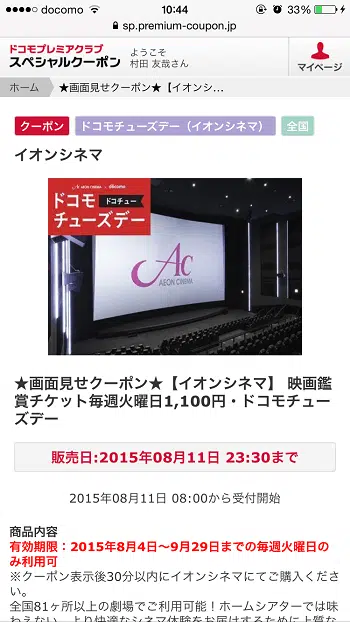 docomo 10:44 33%
sp.premium-coupon.jp
ドコモプレミアクラブ
スペシャルクーポン
ようこそ
村田 友哉さん
マイページ
ホーム ★画面見せクーポン★【イオンシ...
クーポン ドコモチューズデー（イオンシネマ） 全国
イオンシネマ
AEON CINEMA × docomo
ドコモ ドコチュー
チューズデー
Ac
AEON CINEMA
★画面見せクーポン★【イオンシネマ】 映画鑑
賞チケット毎週火曜日1,100円・ドコモチュー
ズデー
販売日:2015年08月11日 23:30まで
2015年08月11日 08:00から受付開始
商品内容
有効期限：2015年8月4日～9月29日までの毎週火曜日の
み利用可
※クーポン表示後30分以内にイオンシネマにてご購入くださ
い。
全国81ヶ所以上の劇場でご利用可能！ホームシアターでは味
わえない、より快適なシネマ体験をお届けするために上質な